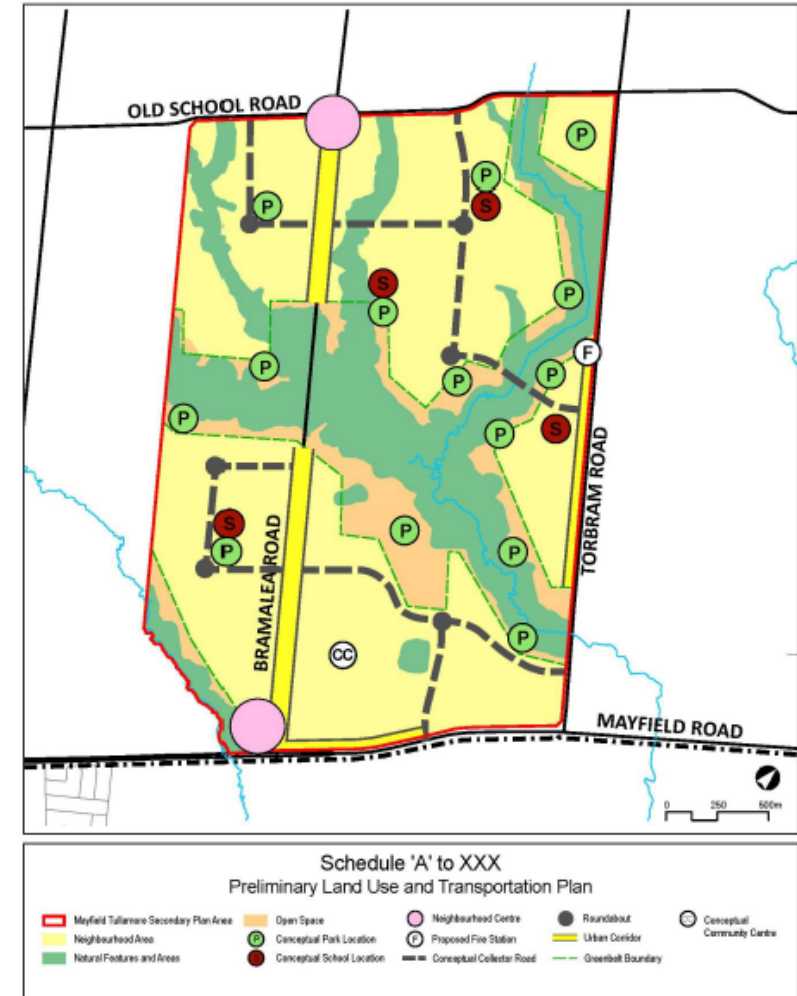 OLD SCHOOL ROAD
P
P
P
S
S
P
P
F
P
P
P
P
P
S
S
P
P
P
BRAMALEA ROAD
TORBRAM ROAD
P
CC
MAYFIELD ROAD
0 250 500m
Schedule 'A' to XXX
Preliminary Land Use and Transportation Plan
Mayfield Tullamore Secondary Plan Area
Open Space
Neighbourhood Centre
Roundabout
CC Conceptual
Community Centre
Neighbourhood Area
P Conceptual Park Location
F Proposed Fire Station
Urban Corridor
Natural Features and Areas
S Conceptual School Location
Conceptual Collector Road
Greenbelt Boundary